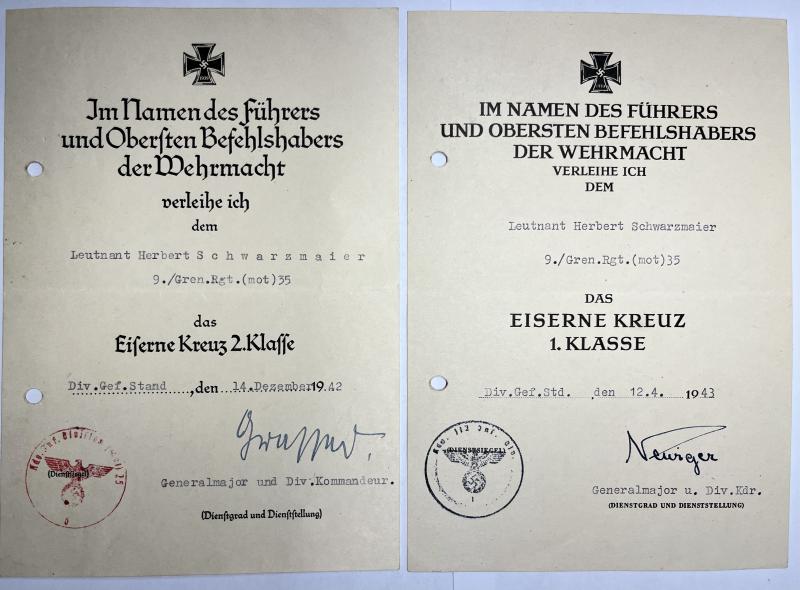 Im Namen des Führers
und Obersten Befehlshabers
der Wehrmacht
verleihe ich
dem
Leutnant Herbert S c h w a r z m a i e r
9./Gren.Rgt.(mot)35
das
Eiserne Kreuz 2.Klasse
Div.Gef.Stand ,den 14.Dezember 1942
(Dienstsiegel)
Generalmajor und Div.Kommandeur.
(Dienstgrad und Dienststellung)
IM NAMEN DES FÜHRERS
UND OBERSTEN BEFEHLSHABERS
DER WEHRMACHT
VERLEIHE ICH
DEM
Leutnant Herbert Schwarzmaier
9./Gren.Rgt.(mot)35
DAS
EISERNE KREUZ
1. KLASSE
Div.Gef.Std. den 12.4. 1943
(DIENSTSIEGEL)
Generalmajor u. Div.Kdr.
(DIENSTGRAD UND DIENSTSTELLUNG)